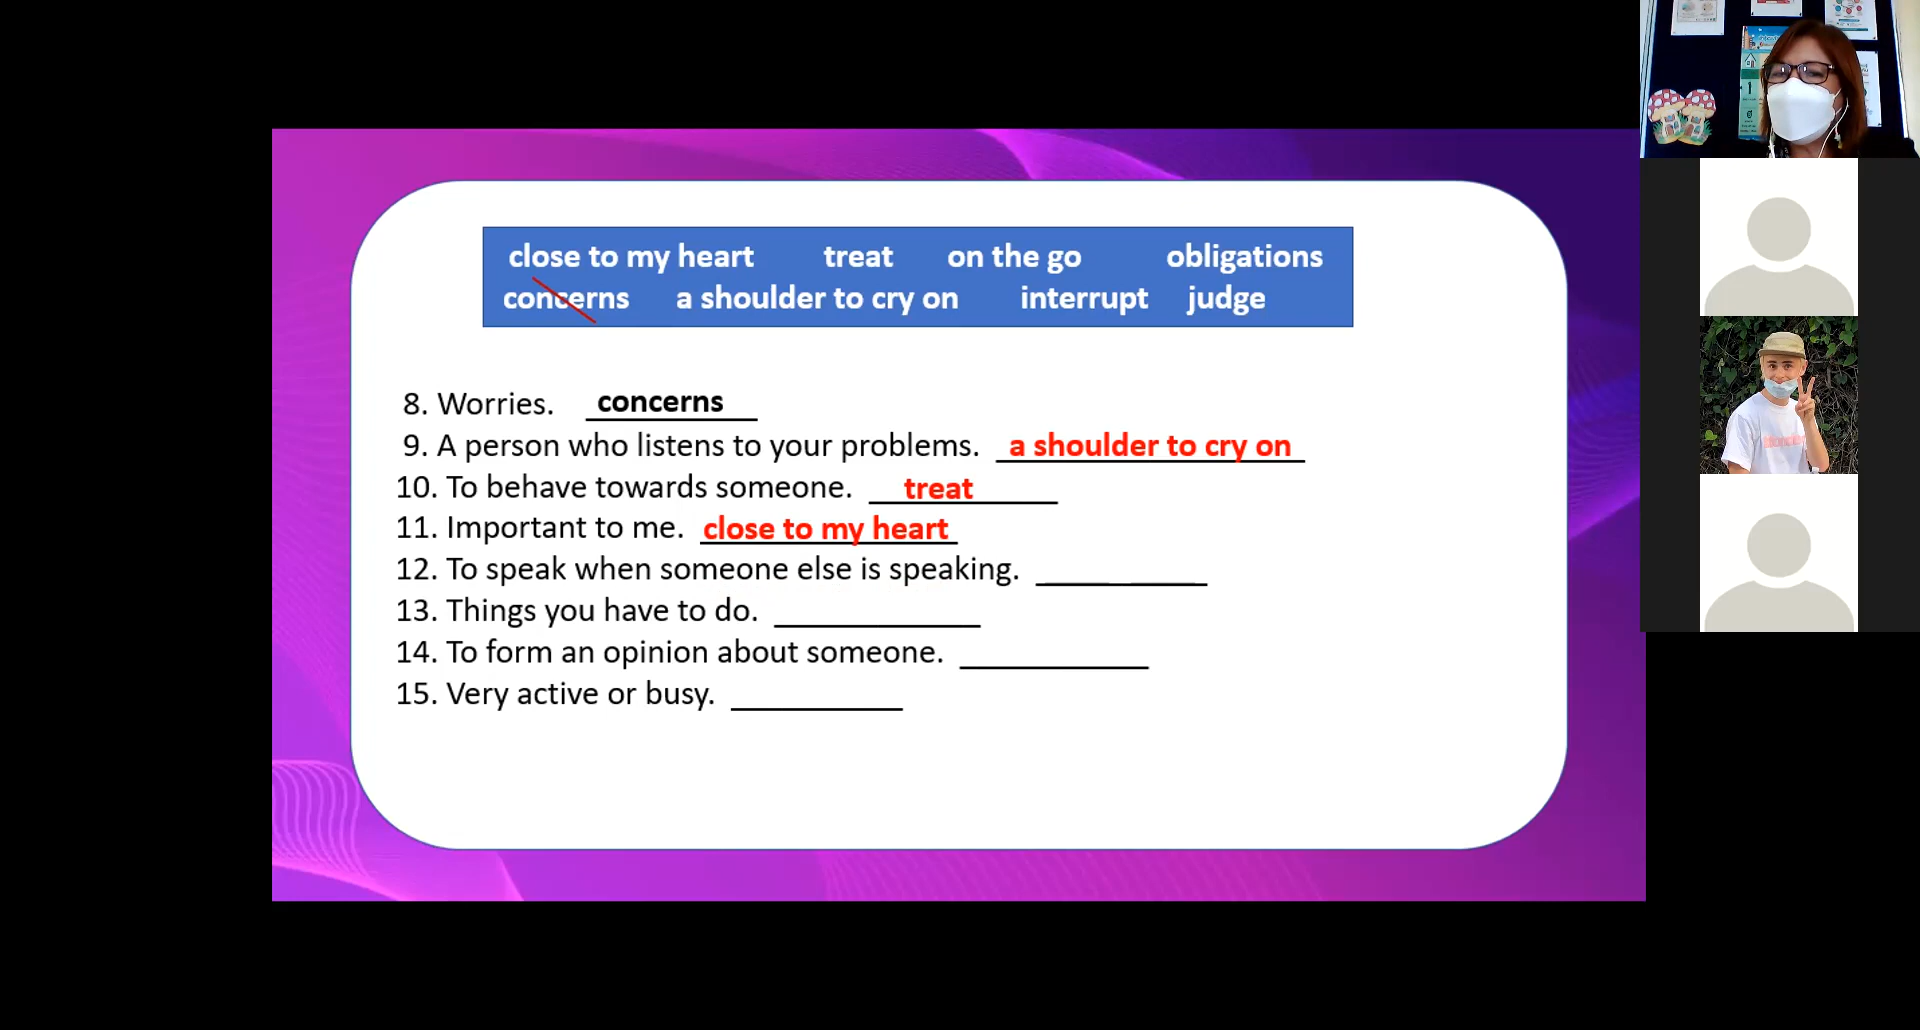 close to my heart treat on the go obligations
concerns a shoulder to cry on interrupt judge
8. Worries. concerns
9. A person who listens to your problems. a shoulder to cry on
10. To behave towards someone. treat
11. Important to me. close to my heart
12. To speak when someone else is speaking.
13. Things you have to do.
14. To form an opinion about someone.
15. Very active or busy.